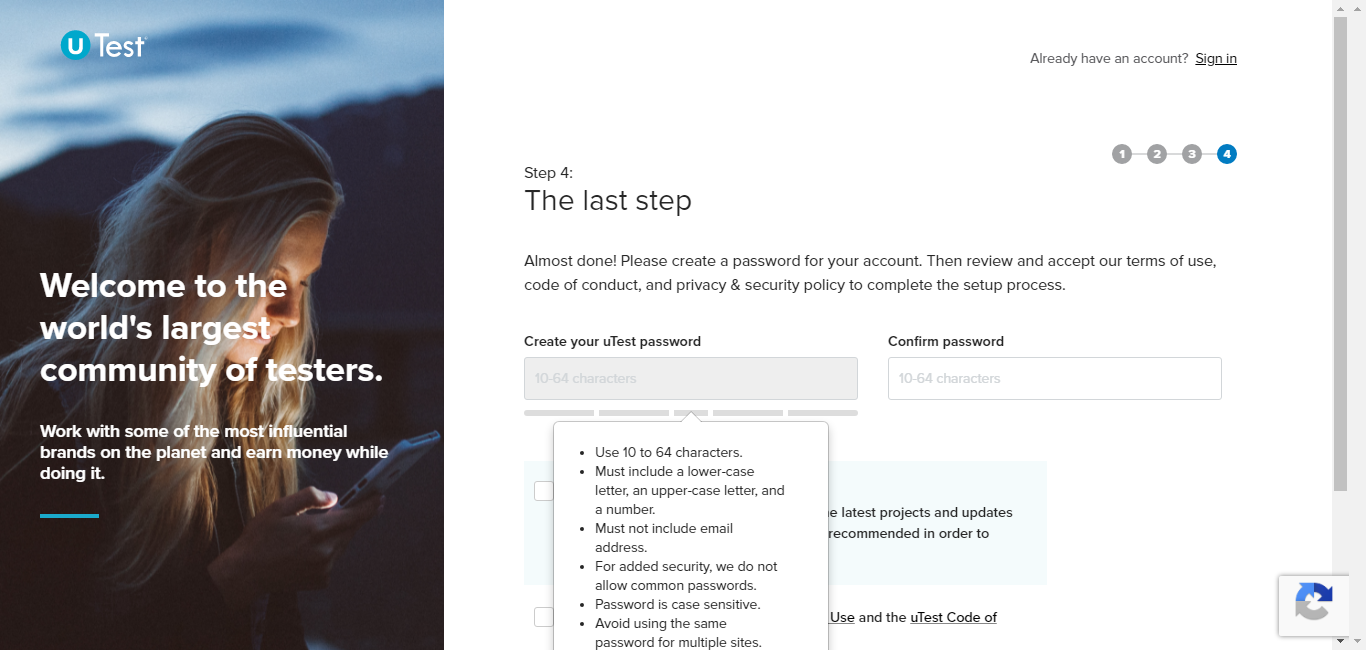 U Test
Already have an account? Sign in
1 2 3 4
Step 4:
The last step
Welcome to the
world's largest
community of testers.
Work with some of the most influential
brands on the planet and earn money while
doing it.
Almost done! Please create a password for your account. Then review and accept our terms of use,
code of conduct, and privacy & security policy to complete the setup process.
Create your uTest password
Confirm password
10-64 characters
10-64 characters
Use 10 to 64 characters.
Must include a lower-case
letter, an upper-case letter, and
a number.
Must not include email
address.
For added security, we do not
allow common passwords.
Password is case sensitive.
Avoid using the same
password for multiple sites.
latest projects and updates
recommended in order to
Use and the uTest Code of